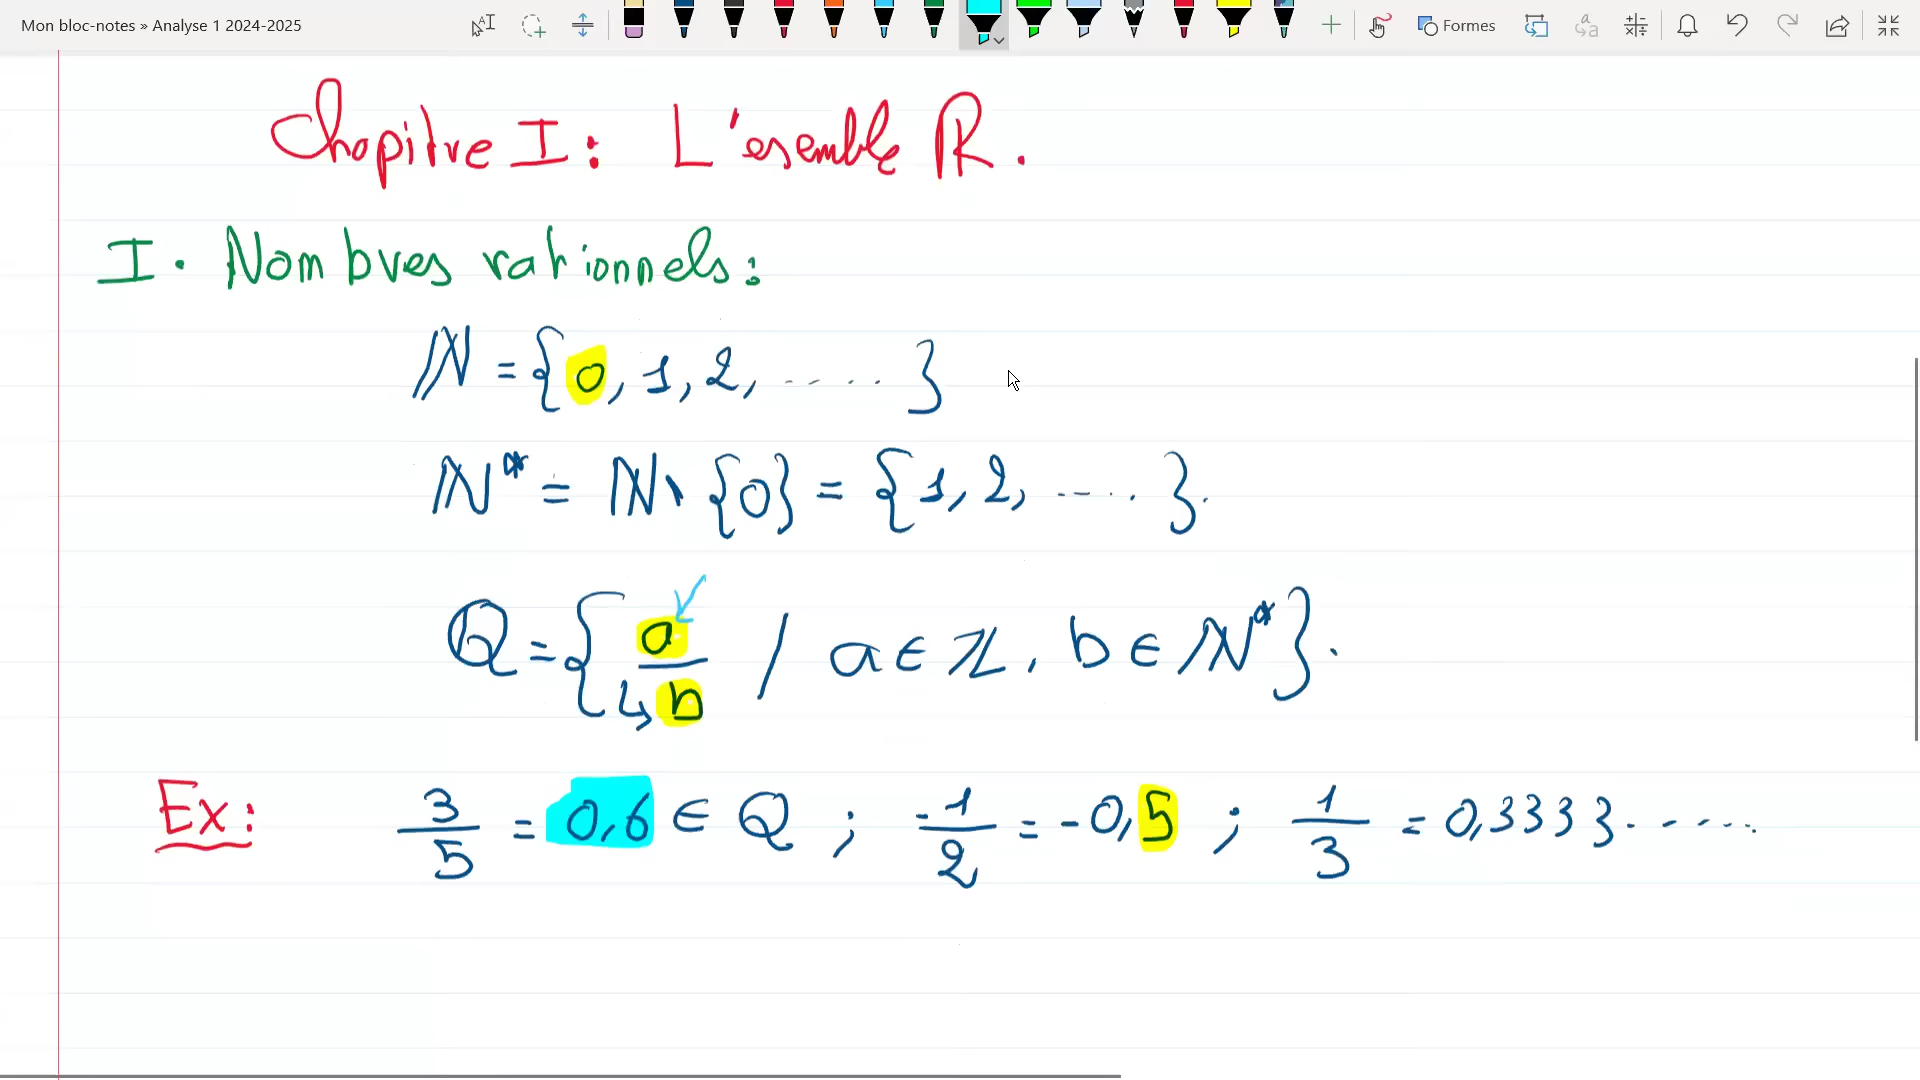 Mon bloc-notes » Analyse 1 2024-2025 Formes
Chapitre I : L'esemble ℝ.
I. Nombres rationnels :
ℕ = {0, 1, 2, ......}
ℕ* = ℕ \ {0} = {1, 2, .....}.
ℚ = {a/b / a ∈ ℤ, b ∈ ℕ*}.
Ex : 3/5 = 0,6 ∈ ℚ ; -1/2 = -0,5 ; 1/3 = 0,3333......